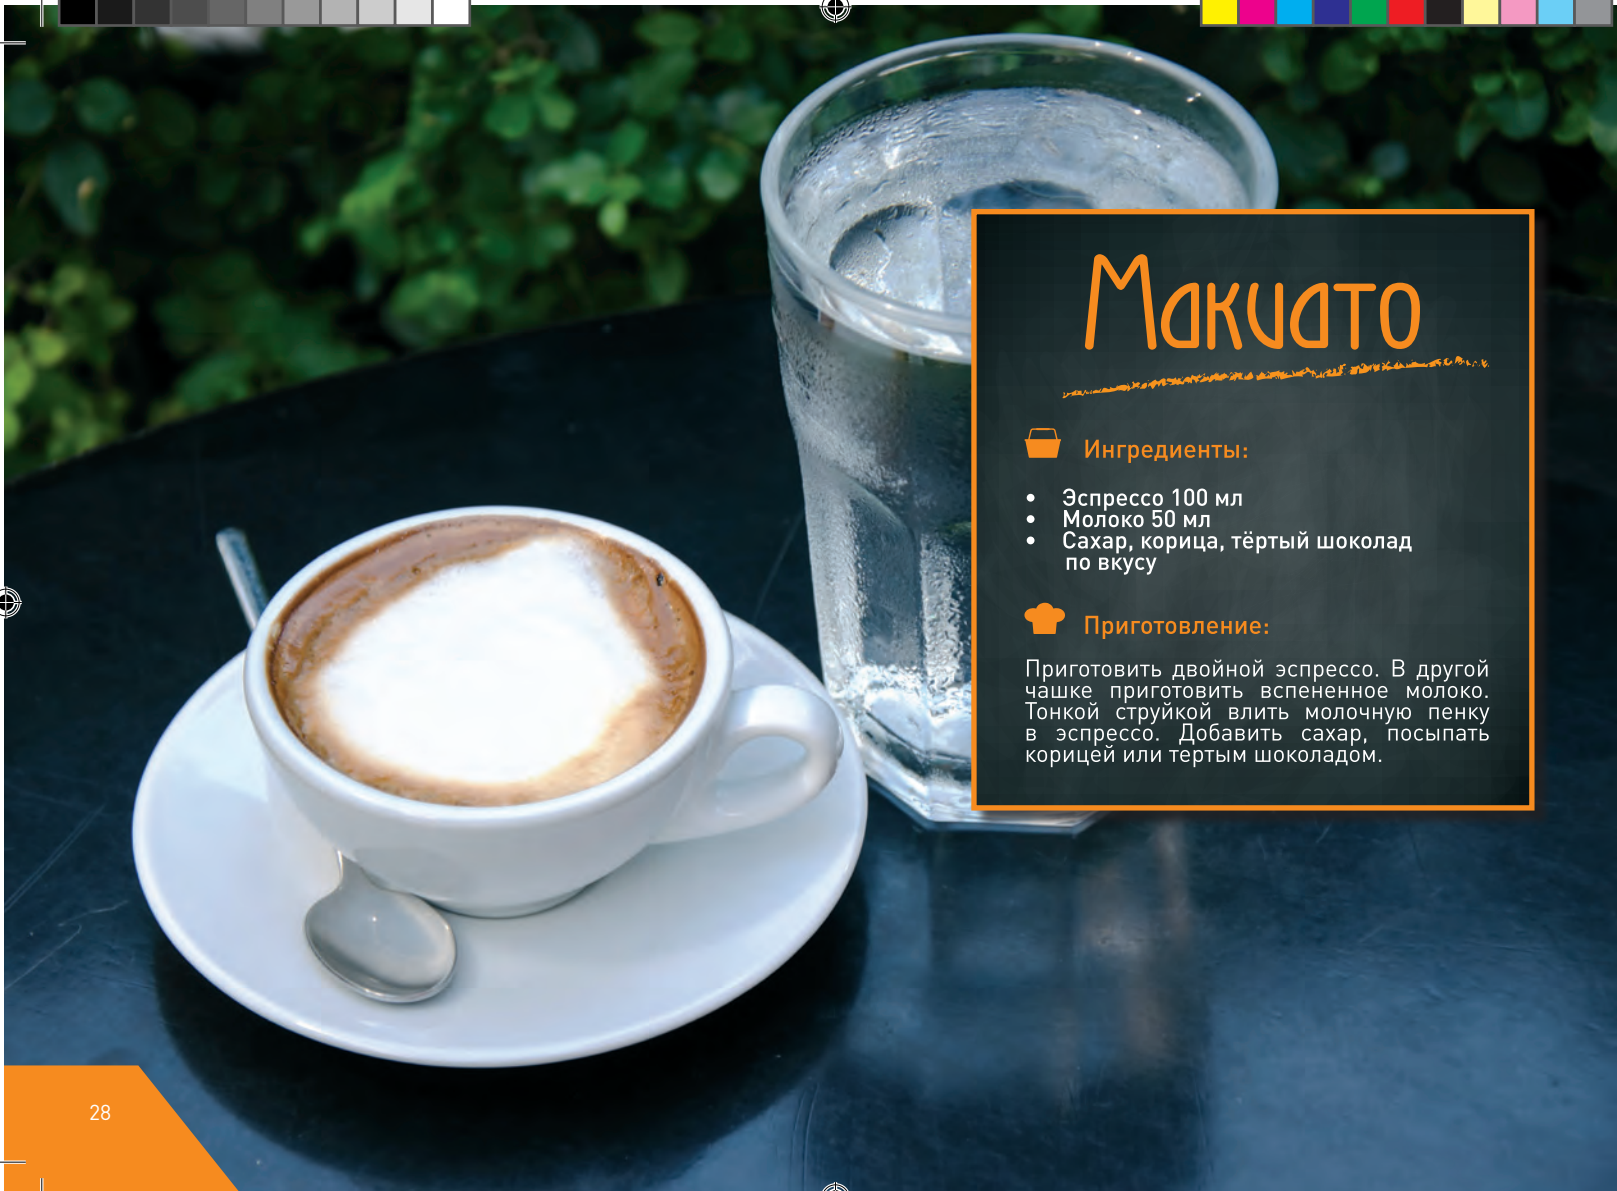 Макиато
Ингредиенты:
• Эспрессо 100 мл
• Молоко 50 мл
• Сахар, корица, тёртый шоколад
по вкусу
Приготовление:
Приготовить двойной эспрессо. В другой
чашке приготовить вспененное молоко.
Тонкой струйкой влить молочную пенку
в эспрессо. Добавить сахар, посыпать
корицей или тертым шоколадом.
28